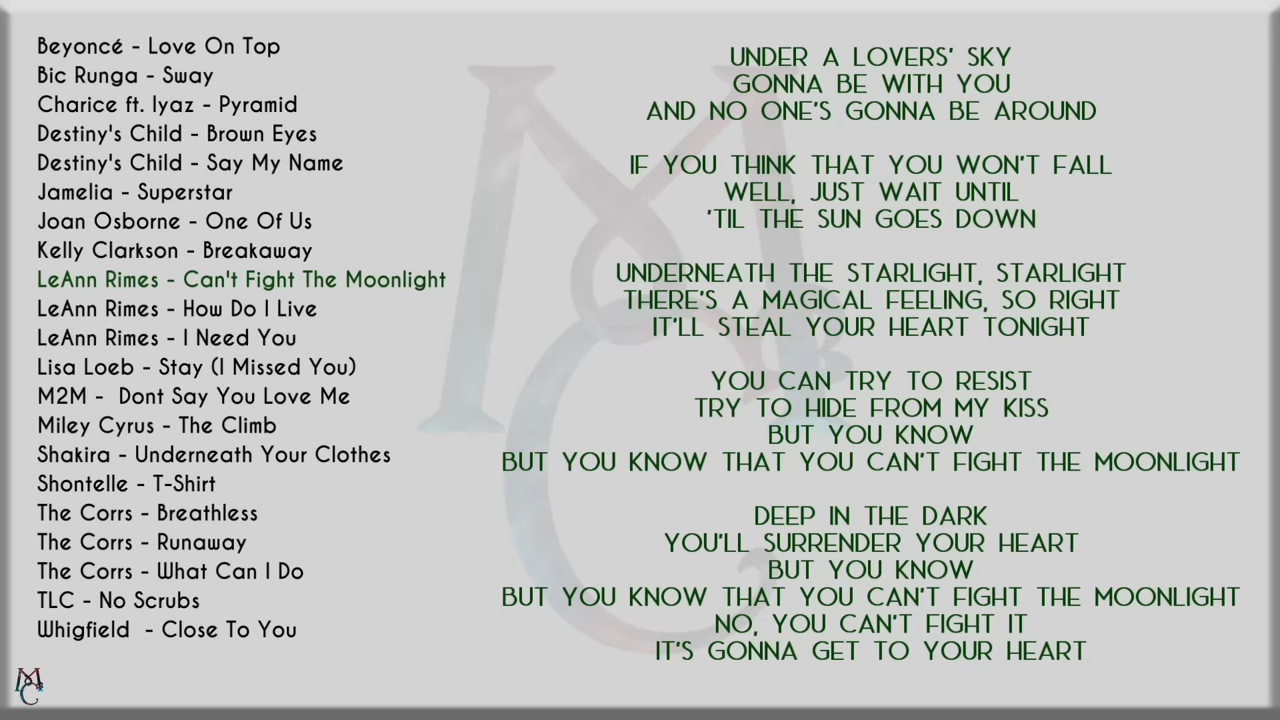 Beyoncé - Love On Top
Bic Runga - Sway
Charice ft. Iyaz - Pyramid
Destiny's Child - Brown Eyes
Destiny's Child - Say My Name
Jamelia - Superstar
Joan Osborne - One Of Us
Kelly Clarkson - Breakaway
LeAnn Rimes - Can't Fight The Moonlight
LeAnn Rimes - How Do I Live
LeAnn Rimes - I Need You
Lisa Loeb - Stay (I Missed You)
M2M -  Dont Say You Love Me
Miley Cyrus - The Climb
Shakira - Underneath Your Clothes
Shontelle - T-Shirt
The Corrs - Breathless
The Corrs - Runaway
The Corrs - What Can I Do
TLC - No Scrubs
Whigfield  - Close To You
UNDER A LOVERS' SKY
GONNA BE WITH YOU
AND NO ONE'S GONNA BE AROUND
IF YOU THINK THAT YOU WON'T FALL
WELL, JUST WAIT UNTIL
'TIL THE SUN GOES DOWN
UNDERNEATH THE STARLIGHT, STARLIGHT
THERE'S A MAGICAL FEELING, SO RIGHT
IT'LL STEAL YOUR HEART TONIGHT
YOU CAN TRY TO RESIST
TRY TO HIDE FROM MY KISS
BUT YOU KNOW
BUT YOU KNOW THAT YOU CAN'T FIGHT THE MOONLIGHT
DEEP IN THE DARK
YOU'LL SURRENDER YOUR HEART
BUT YOU KNOW
BUT YOU KNOW THAT YOU CAN'T FIGHT THE MOONLIGHT
NO, YOU CAN'T FIGHT IT
IT'S GONNA GET TO YOUR HEART